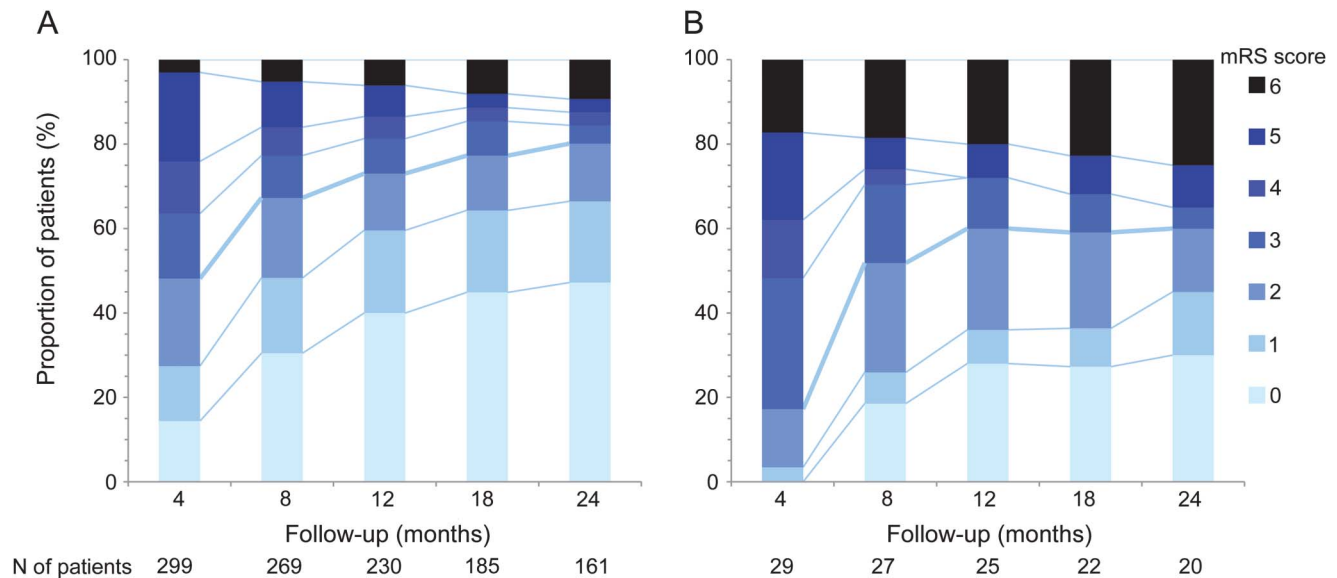 A
B
Proportion of patients (%)
100
80
60
40
20
0
4 8 12 18 24
Follow-up (months)
N of patients 299 269 230 185 161
100
80
60
40
20
0
4 8 12 18 24
Follow-up (months)
29 27 25 22 20
mRS score
6
5
4
3
2
1
0